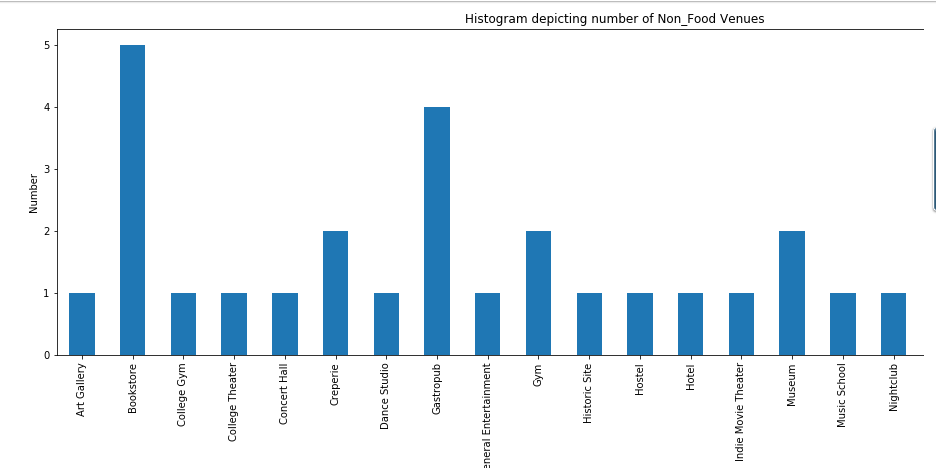 Histogram depicting number of Non_Food Venues
Number
5
4
3
2
1
0
Art Gallery
Bookstore
College Gym
College Theater
Concert Hall
Creperie
Dance Studio
Gastropub
eneral Entertainment
Gym
Historic Site
Hostel
Hotel
Indie Movie Theater
Museum
Music School
Nightclub